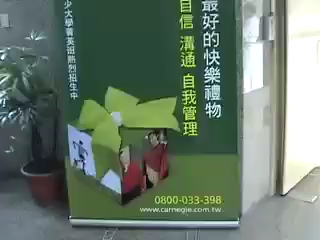 最好的快樂禮物
自信 溝通 自我管理
少大學菁英班熱烈招生中
0800-033-398
www.carnegie.com.tw